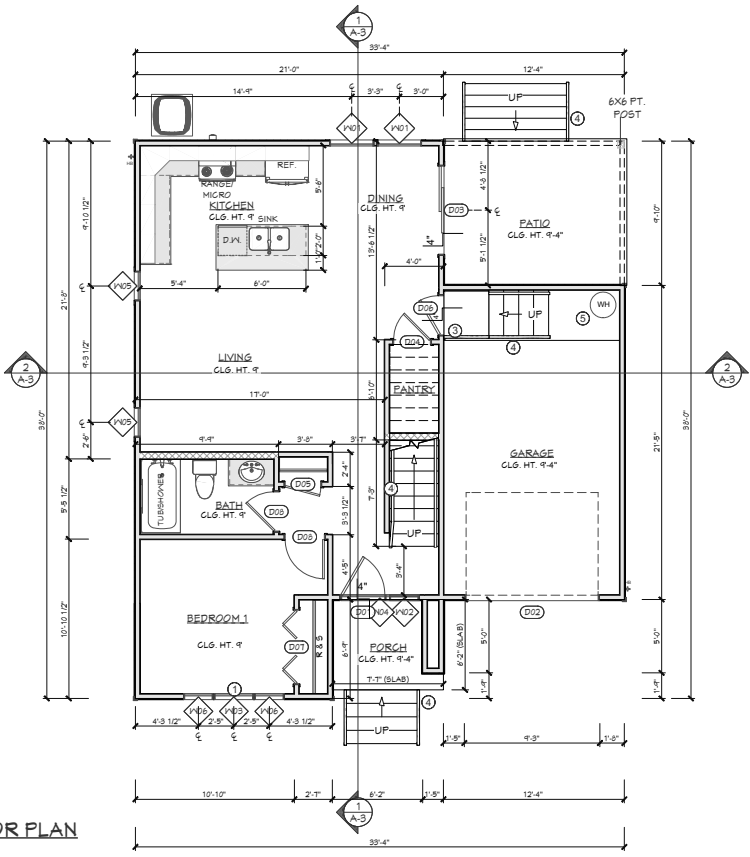 1
A-3
33'-4"
21'-0"
12'-4"
14'-9"
3'-3"
3'-0"
UP
4
6X6 PT.
POST
W01
W01
REF.
RANGE/
MICRO
KITCHEN
CLG. HT. 9'
SINK
D.W.
5'-6"
2'-0"
DINING
CLG. HT. 9'
13'-6 1/2"
4'-6 1/2"
D03
PATIO
CLG. HT. 9'-4"
4"
5'-1 1/2"
9'-10"
9'-10 1/2"
4'-0"
5'-4"
6'-0"
W05
D06
UP
WH
5
3
4
D04
21'-8"
9'-3 1/2"
2
A-3
2
A-3
38'-0"
38'-0"
LIVING
CLG. HT. 9'
17'-0"
6'-10"
PANTRY
W05
2'-6"
9'-9"
3'-8"
3'-7"
GARAGE
CLG. HT. 9'-4"
21'-5"
TUB/SHOWER
BATH
CLG. HT. 9'
D05
D08
D08
2'-4"
3'-3 1/2"
7'-3"
4
UP
5'-5 1/2"
4'-5"
3'-4"
4"
10'-10 1/2"
BEDROOM 1
CLG. HT. 9'
D07
R & S
D01
W04
W02
PORCH
CLG. HT. 9'-4"
6'-9"
7'-7" (SLAB)
6'-2" (SLAB)
D02
5'-0"
5'-0"
1'-9"
1'-9"
1
W06
W03
W06
4
UP
4'-3 1/2"
2'-5"
2'-5"
4'-3 1/2"
1'-5"
9'-3"
1'-8"
10'-10"
2'-7"
6'-2"
1'-5"
12'-4"
1
A-3
OR PLAN
33'-4"